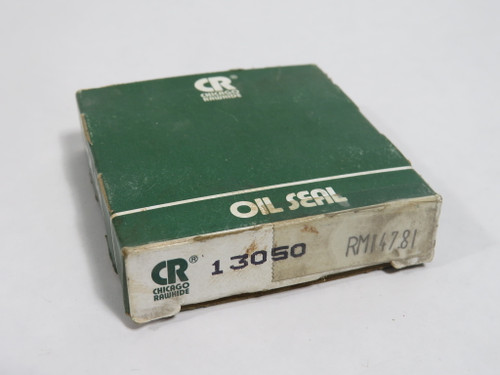 CR®
CHICAGO
RAWHIDE
OIL SEAL
CR®
CHICAGO
RAWHIDE
13050
RM14781